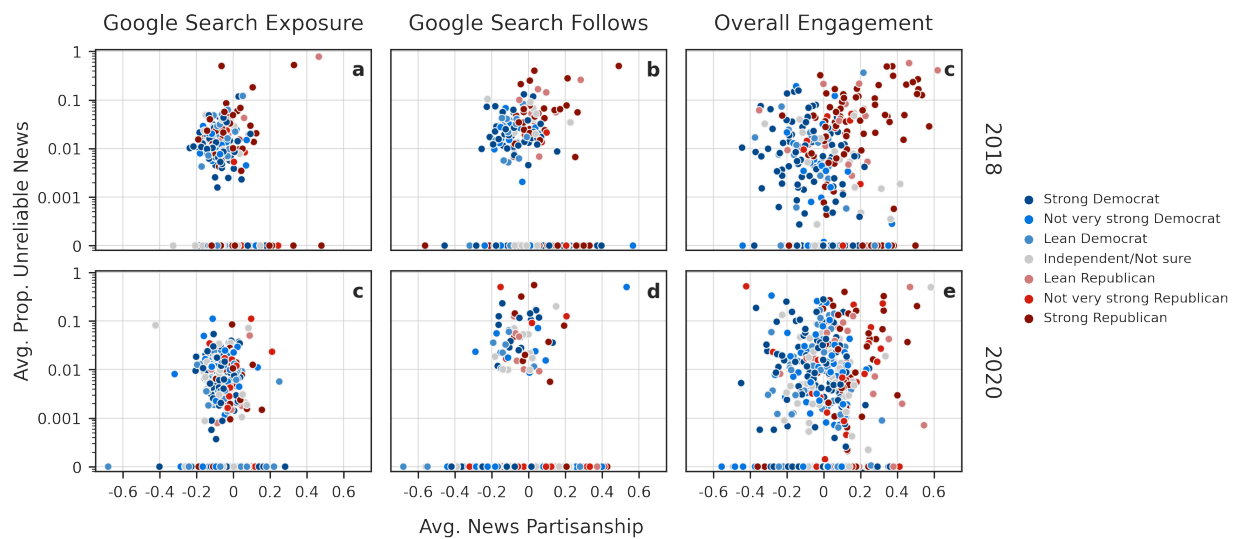 Google Search Exposure
Google Search Follows
Overall Engagement
Avg. Prop. Unreliable News
1
0.1
0.01
0.001
0
a
b
c
2018
1
0.1
0.01
0.001
0
c
d
e
2020
-0.6 -0.4 -0.2 0 0.2 0.4 0.6
-0.6 -0.4 -0.2 0 0.2 0.4 0.6
-0.6 -0.4 -0.2 0 0.2 0.4 0.6
Avg. News Partisanship
Strong Democrat
Not very strong Democrat
Lean Democrat
Independent/Not sure
Lean Republican
Not very strong Republican
Strong Republican